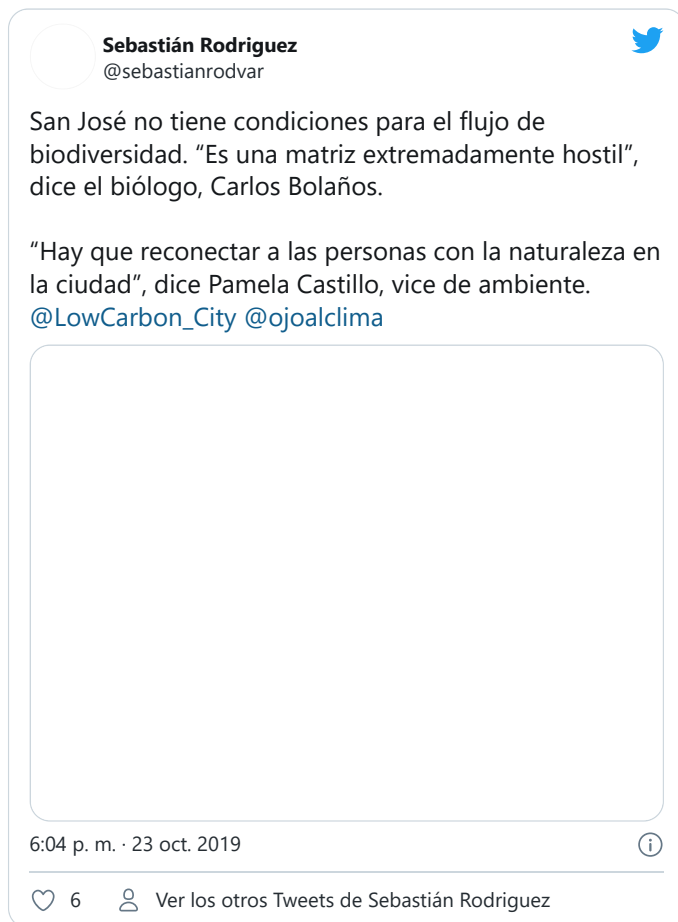 Sebastián Rodriguez
@sebastianrodvar
San José no tiene condiciones para el flujo de
biodiversidad. “Es una matriz extremadamente hostil”,
dice el biólogo, Carlos Bolaños.
“Hay que reconectar a las personas con la naturaleza en
la ciudad”, dice Pamela Castillo, vice de ambiente.
@LowCarbon_City @ojoalclima
6:04 p. m. · 23 oct. 2019
6 Ver los otros Tweets de Sebastián Rodriguez